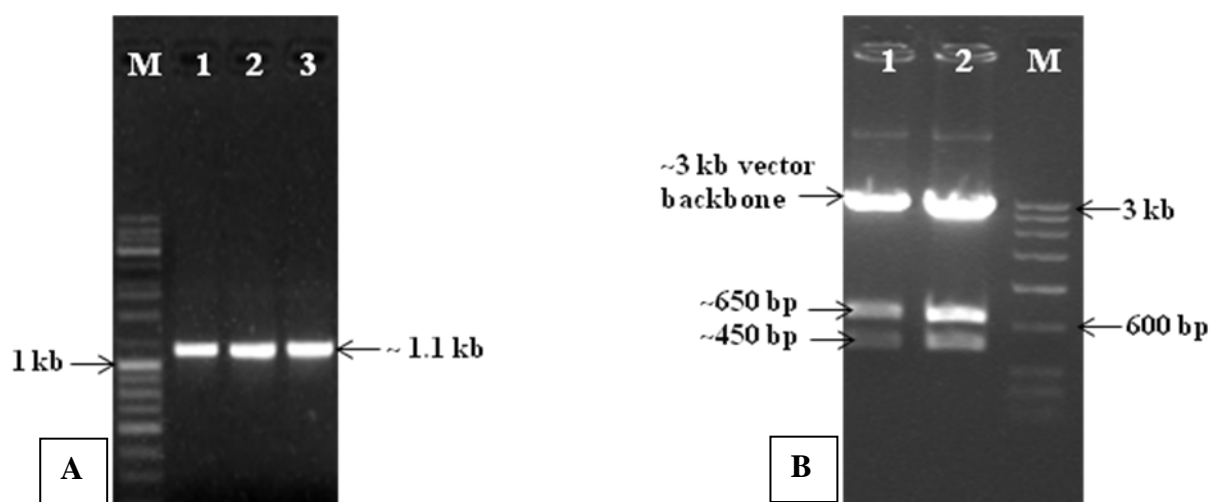 M 1 2 3
1 kb
~ 1.1 kb
A
1 2 M
~3 kb vector
backbone
3 kb
~650 bp
~450 bp
600 bp
B